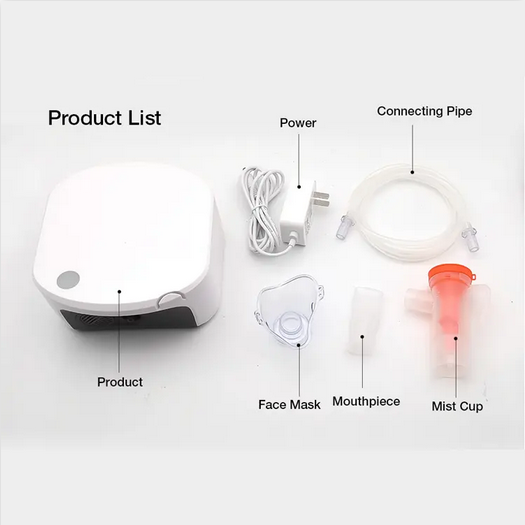 Product List
Power
Connecting Pipe
Product
Face Mask
Mouthpiece
Mist Cup